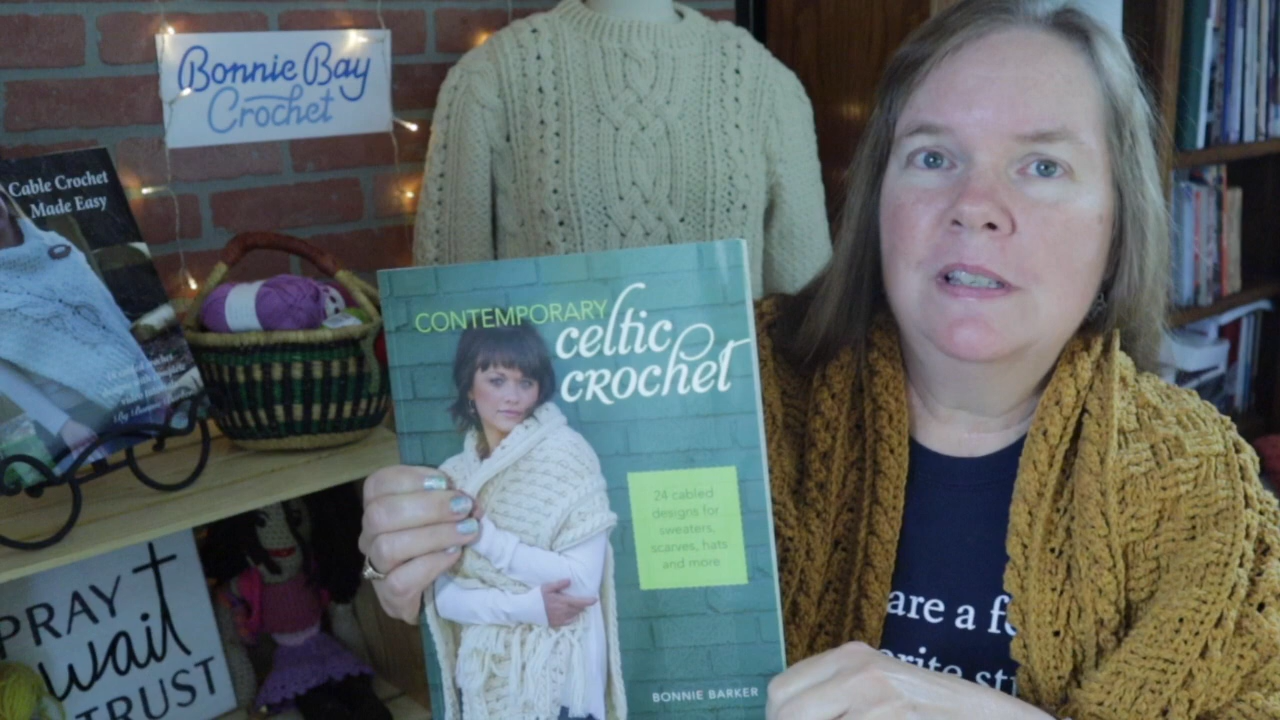 Bonnie Bay
Crochet
Cable Crochet
Made Easy
CONTEMPORARY
celtic
crochet
24 cabled
designs for
sweaters,
scarves, hats
and more
BONNIE BARKER
PRAY
wait
TRUST
are a